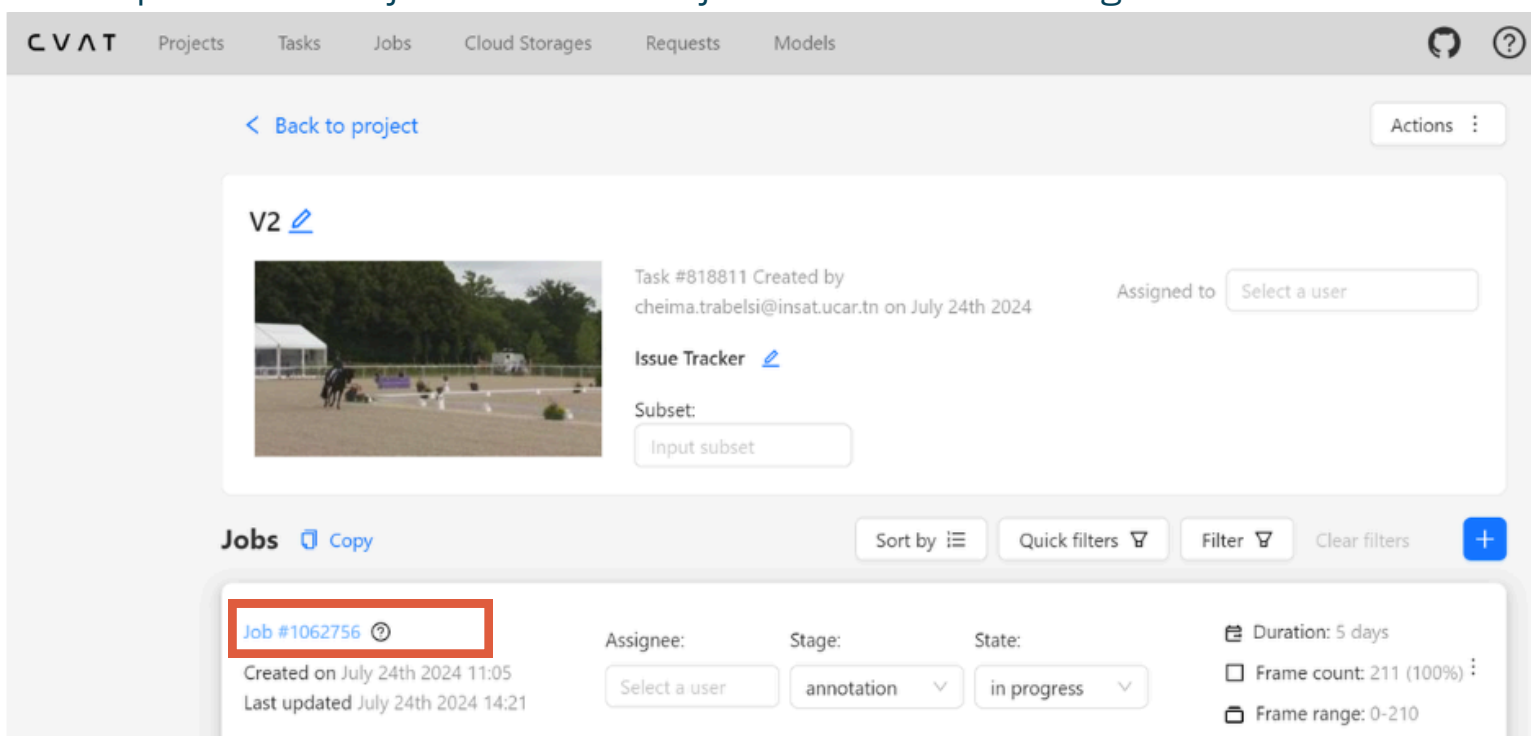 CVAT Projects Tasks Jobs Cloud Storages Requests Models
< Back to project
Actions
V2
Task #818811 Created by
cheima.trabelsi@insat.ucar.tn on July 24th 2024
Assigned to Select a user
Issue Tracker
Subset:
Input subset
Jobs Copy
Sort by Quick filters Filter Clear filters +
Job #1062756
Created on July 24th 2024 11:05
Last updated July 24th 2024 14:21
Assignee:
Select a user
Stage:
annotation
State:
in progress
Duration: 5 days
Frame count: 211 (100%)
Frame range: 0-210